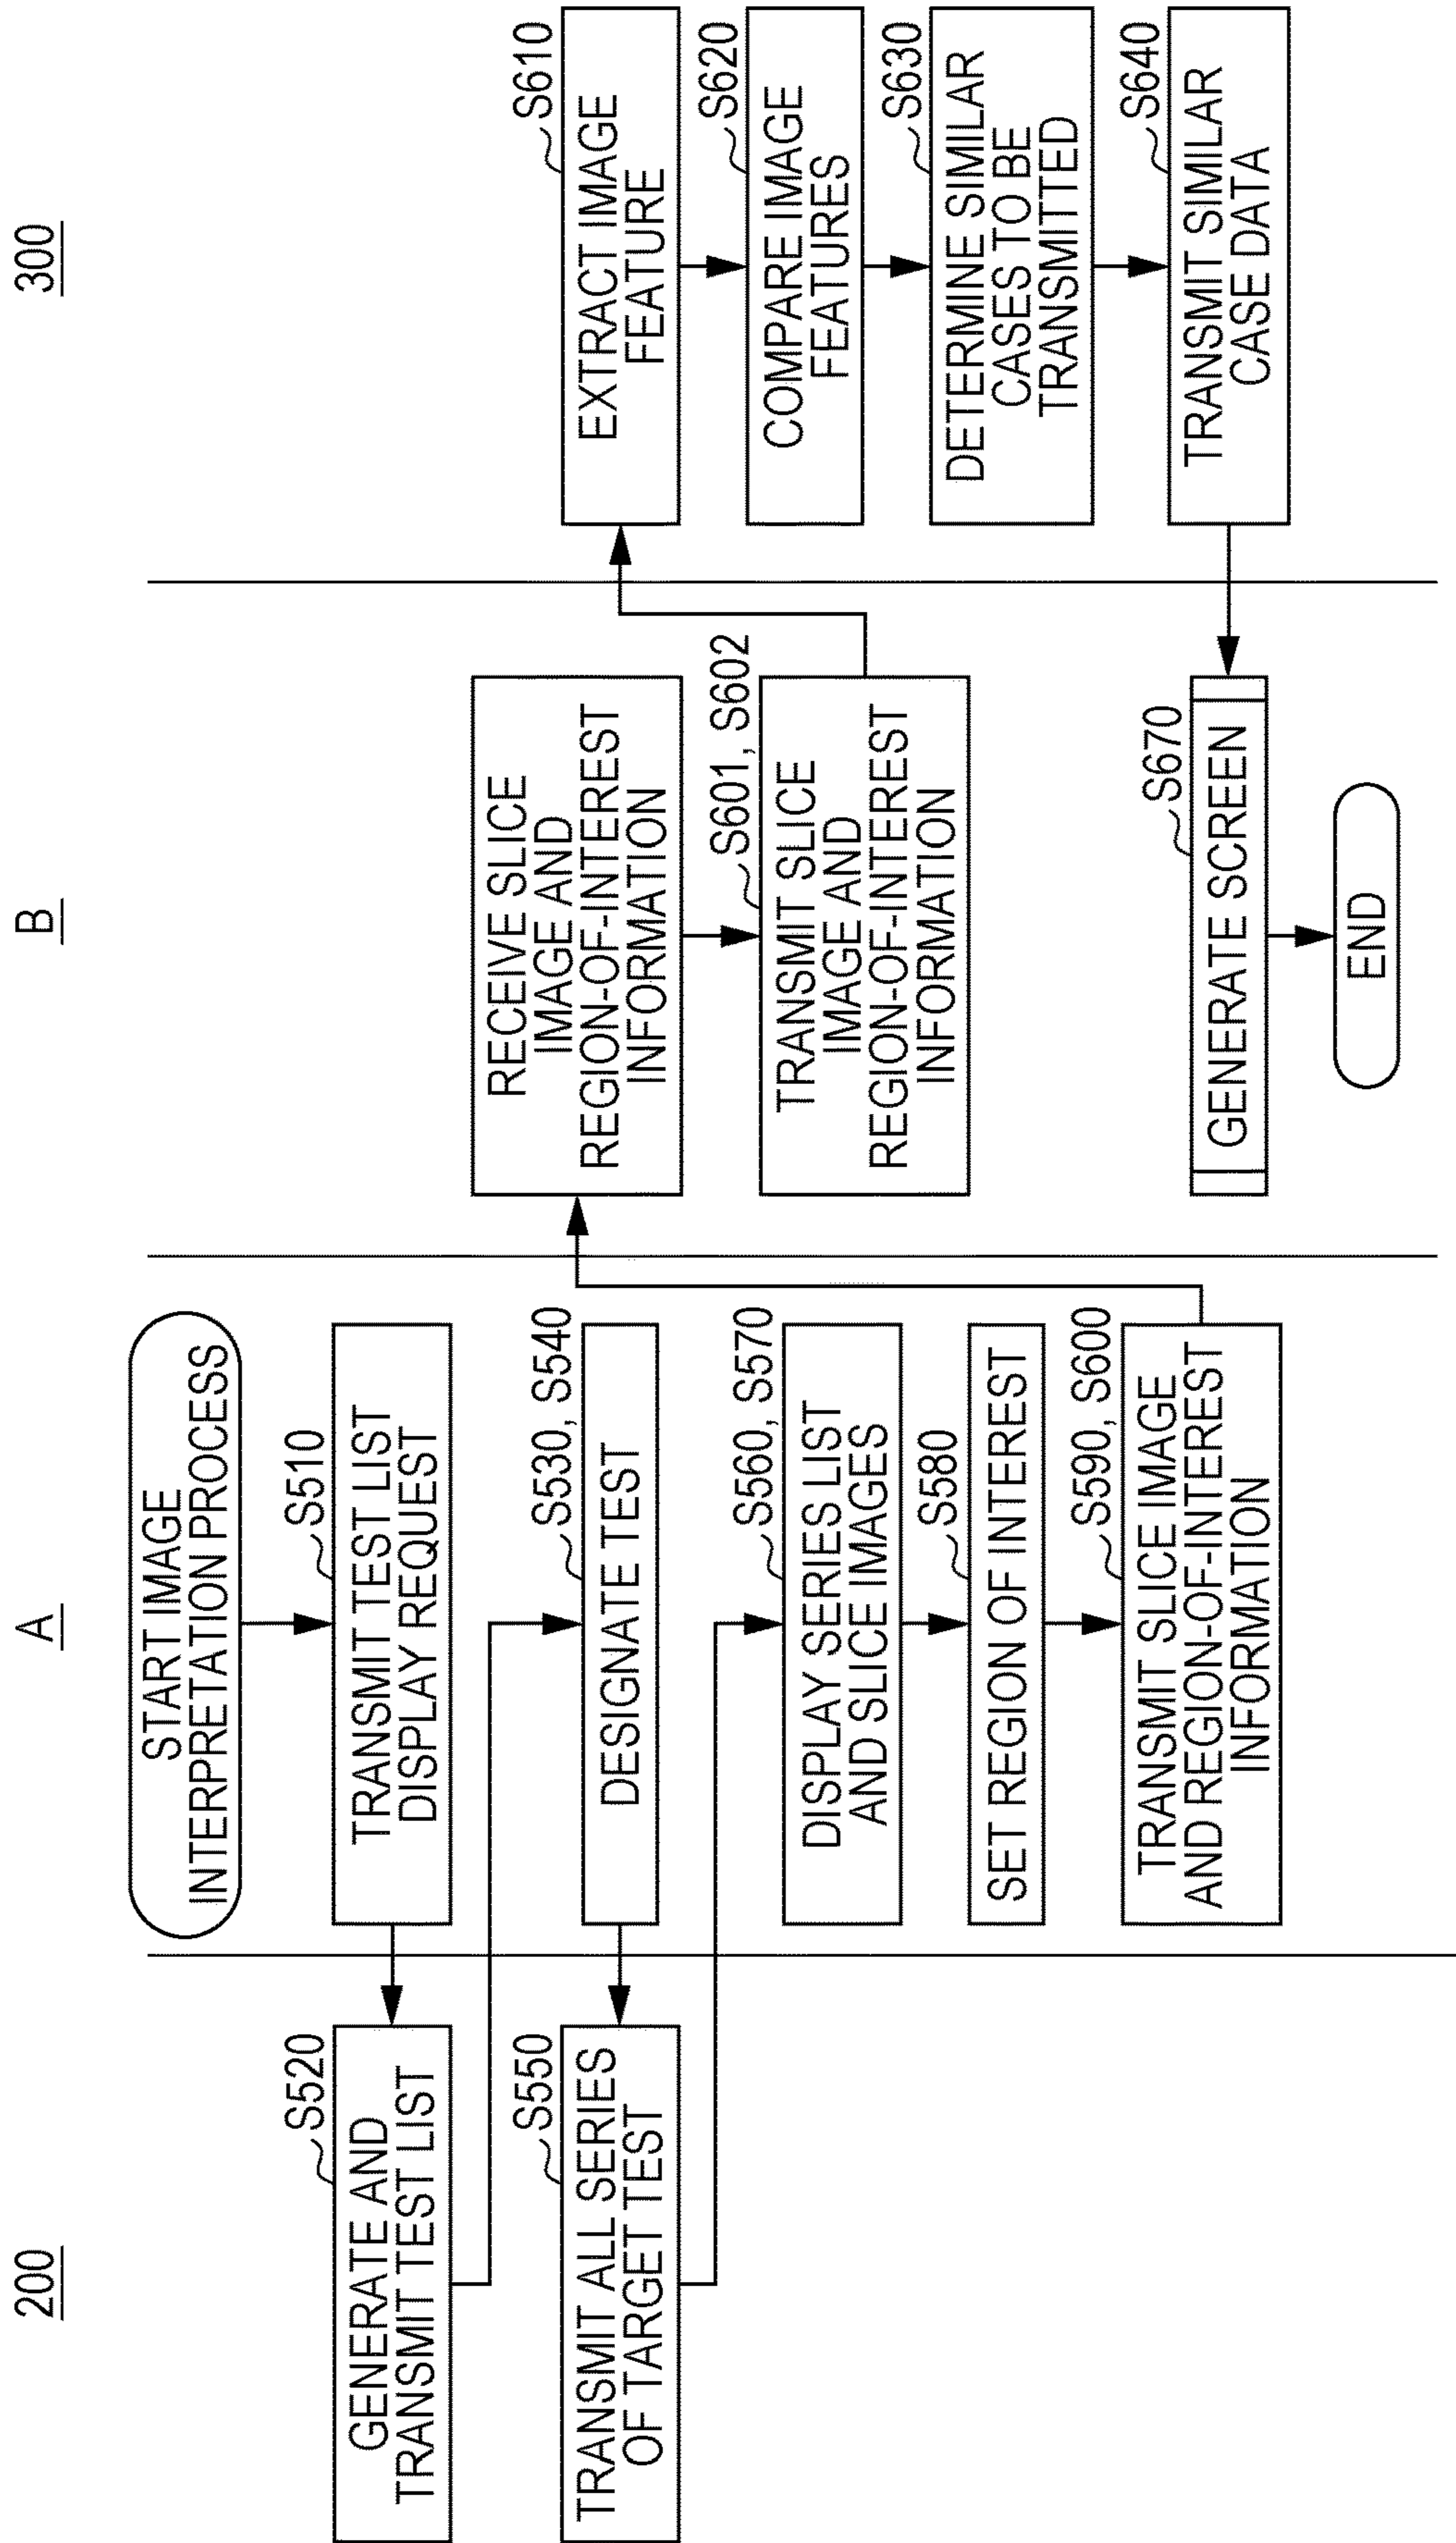 200
A
B
300
START IMAGE
INTERPRETATION PROCESS
S510
TRANSMIT TEST LIST
DISPLAY REQUEST
S520
GENERATE AND
TRANSMIT TEST LIST
S530, S540
DESIGNATE TEST
S550
TRANSMIT ALL SERIES
OF TARGET TEST
S560, S570
DISPLAY SERIES LIST
AND SLICE IMAGES
S580
SET REGION OF INTEREST
S590, S600
TRANSMIT SLICE IMAGE
AND REGION-OF-INTEREST
INFORMATION
RECEIVE SLICE
IMAGE AND
REGION-OF-INTEREST
INFORMATION
S601, S602
TRANSMIT SLICE
IMAGE AND
REGION-OF-INTEREST
INFORMATION
S610
EXTRACT IMAGE
FEATURE
S620
COMPARE IMAGE
FEATURES
S630
DETERMINE SIMILAR
CASES TO BE
TRANSMITTED
S640
TRANSMIT SIMILAR
CASE DATA
S670
GENERATE SCREEN
END